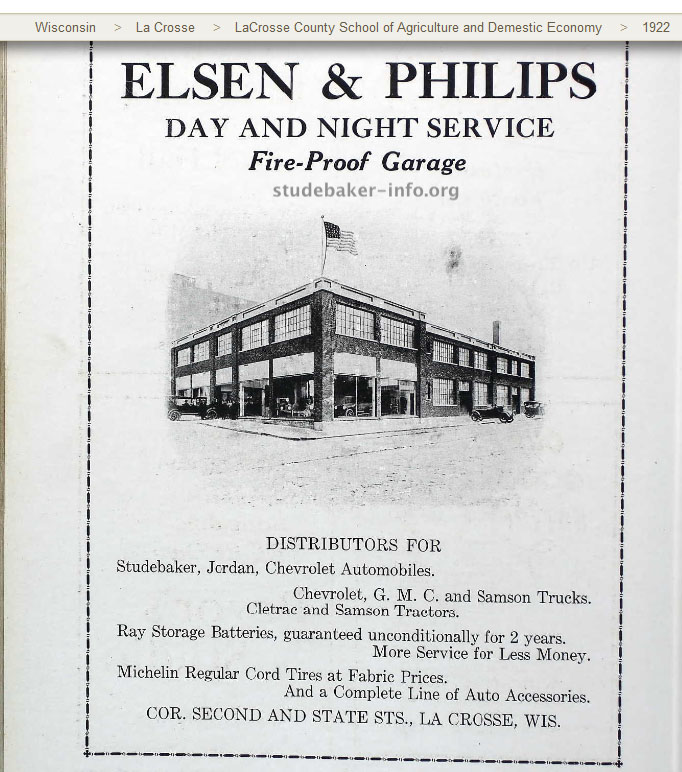 Wisconsin > La Crosse > LaCrosse County School of Agriculture and Demestic Economy > 1922
ELSEN & PHILIPS
DAY AND NIGHT SERVICE
Fire-Proof Garage
studebaker-info.org
DISTRIBUTORS FOR
Studebaker, Jordan, Chevrolet Automobiles.
Chevrolet, G. M. C. and Samson Trucks.
Cletrac and Samson Tractors.
Ray Storage Batteries, guaranteed unconditionally for 2 years.
More Service for Less Money.
Michelin Regular Cord Tires at Fabric Prices.
And a Complete Line of Auto Accessories.
COR. SECOND AND STATE STS., LA CROSSE, WIS.